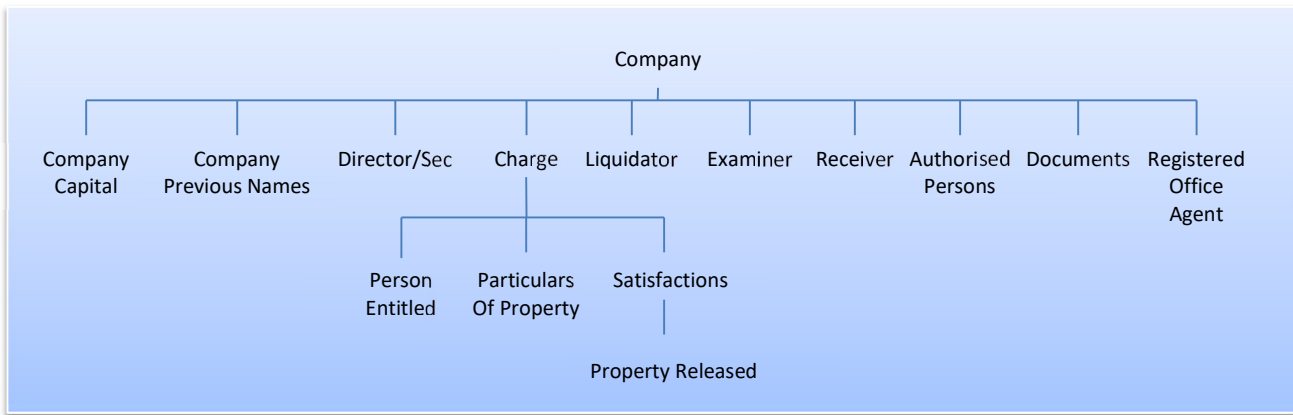 Company
Company
Capital
Company
Previous Names
Director/Sec
Charge
Liquidator
Examiner
Receiver
Authorised
Persons
Documents
Registered
Office
Agent
Person
Entitled
Particulars
Of Property
Satisfactions
Property Released